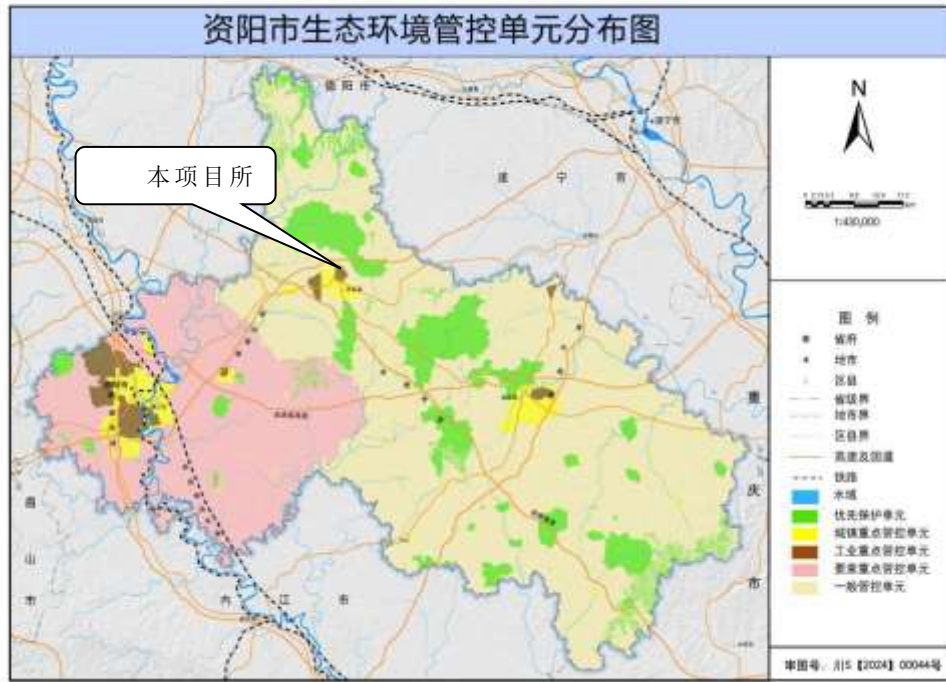 资阳市生态环境管控单元分布图
德阳市
遂宁市
本项目所
N
1:430,000
图例
省府
地市
区县
省级界
地市界
区县界
高速及国道
铁路
水域
优先保护单元
城镇重点管控单元
工业重点管控单元
要素重点管控单元
一般管控单元
重庆市
眉山市
内江市
审图号：川S【2024】00044号